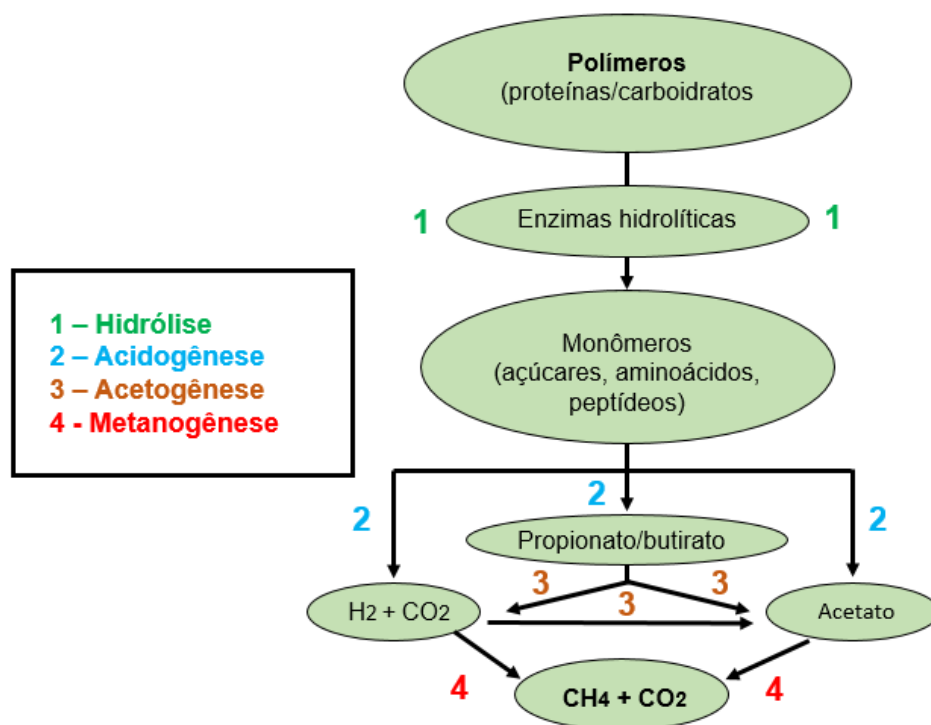 Polímeros
(proteínas/carboidratos
1 Enzimas hidrolíticas 1
1 – Hidrólise
2 – Acidogênese
3 – Acetogênese
4 - Metanogênese
Monômeros
(açúcares, aminoácidos,
peptídeos)
2 2 2
Propionato/butirato
3 3 3
H2 + CO2
Acetato
4 CH4 + CO2 4